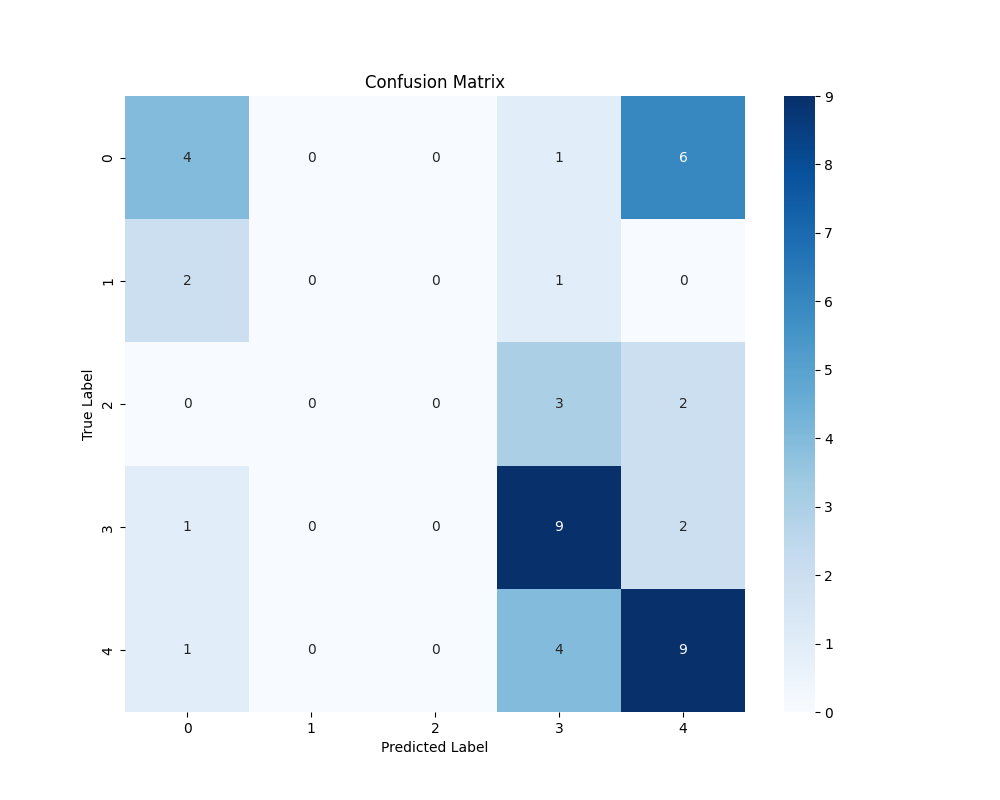 Confusion Matrix
0 4 0 0 1 6
1 2 0 0 1 0
2 0 0 0 3 2
3 1 0 0 9 2
4 1 0 0 4 9
0 1 2 3 4
Predicted Label
True Label
9
8
7
6
5
4
3
2
1
0